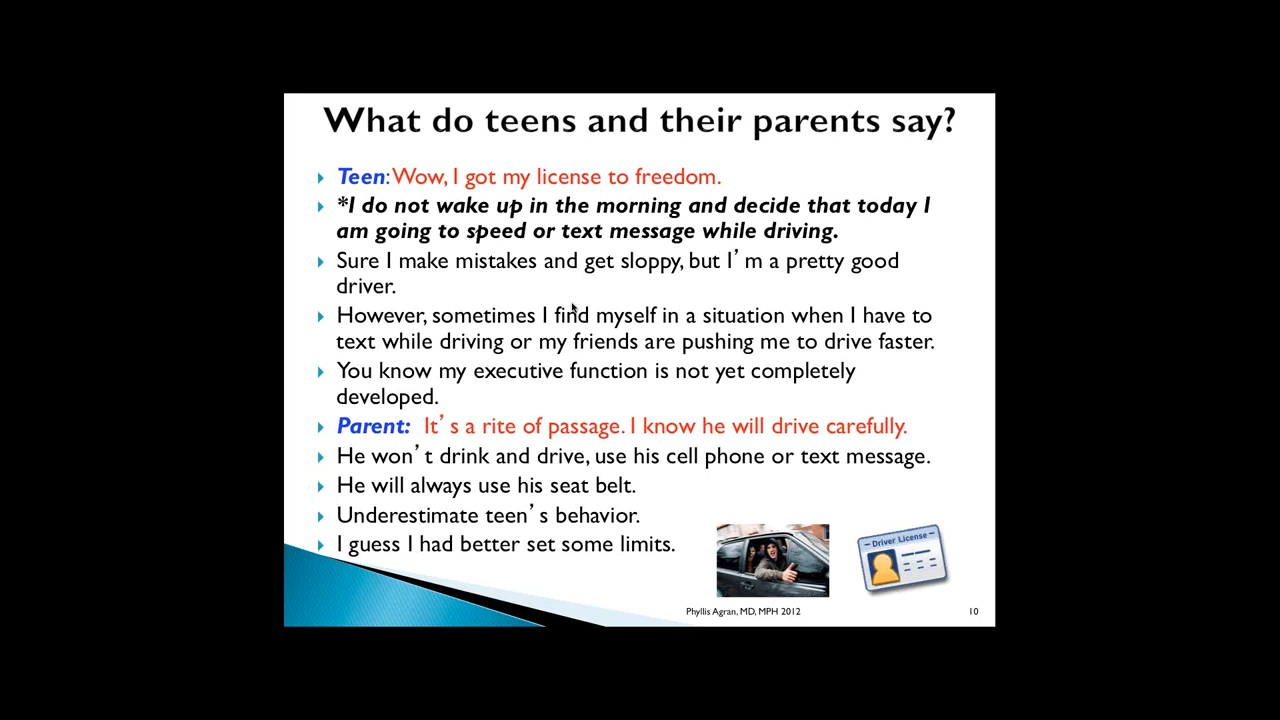 What do teens and their parents say?
Teen: Wow, I got my license to freedom.
*I do not wake up in the morning and decide that today I
am going to speed or text message while driving.
Sure I make mistakes and get sloppy, but I’m a pretty good
driver.
However, sometimes I find myself in a situation when I have to
text while driving or my friends are pushing me to drive faster.
You know my executive function is not yet completely
developed.
Parent: It’s a rite of passage. I know he will drive carefully.
He won’t drink and drive, use his cell phone or text message.
He will always use his seat belt.
Underestimate teen’s behavior.
I guess I had better set some limits.
Driver License
Phyllis Agran, MD, MPH 2012
10